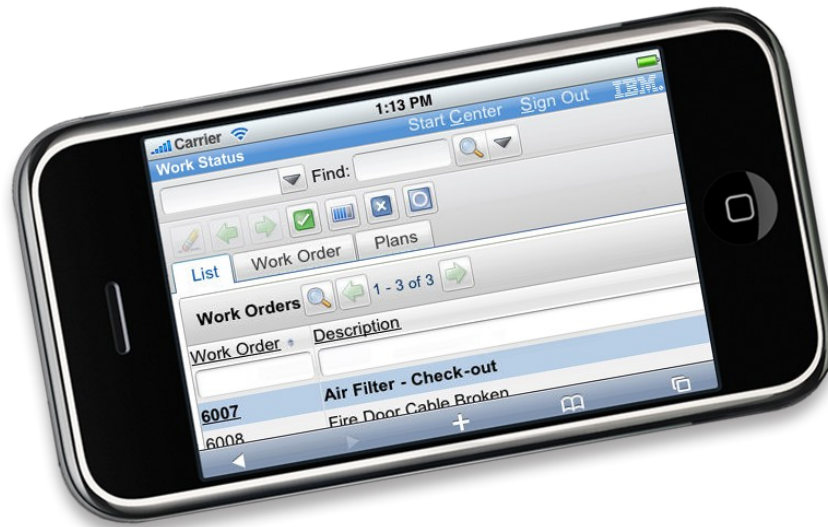 Carrier 1:13 PM
Work Status Start Center Sign Out IBM.
Find:
List Work Order Plans
Work Orders 1 - 3 of 3
Work Order Description
6007 Air Filter - Check-out
6008 Fire Door Cable Broken